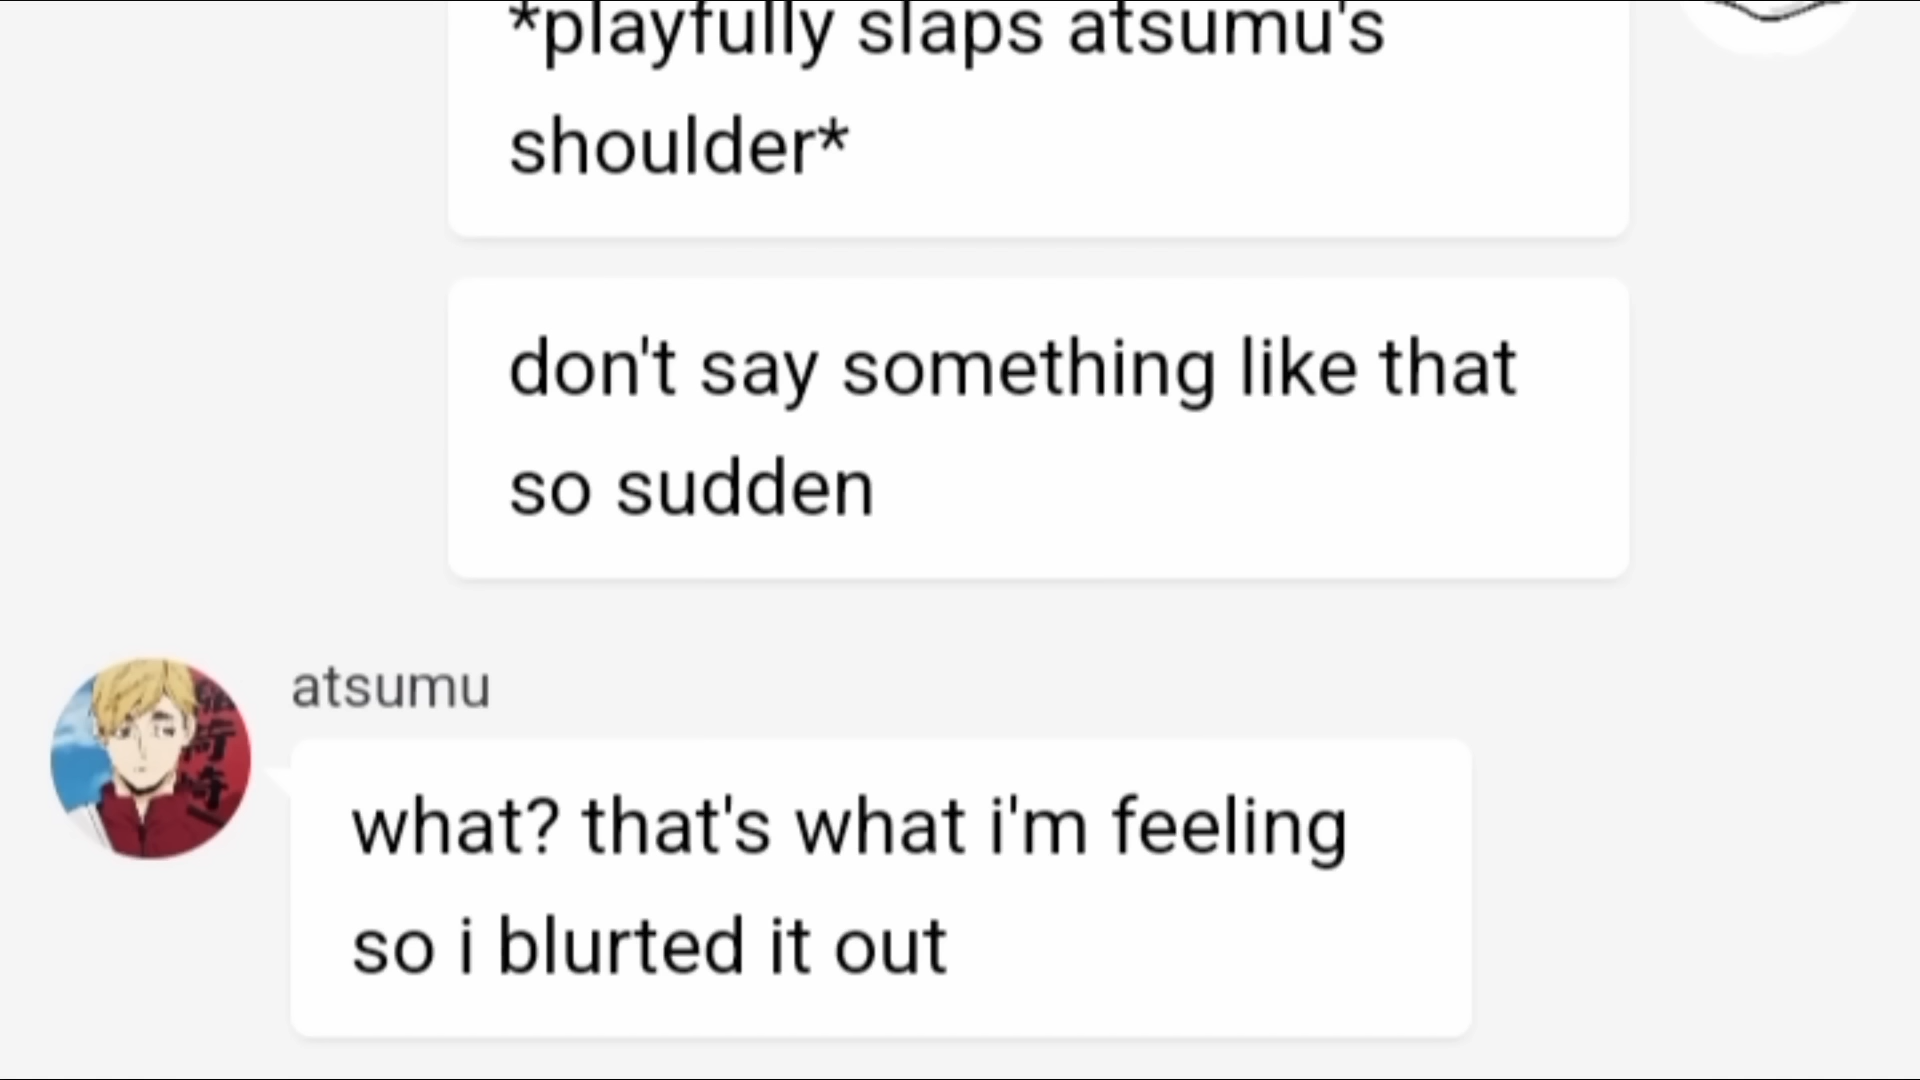 *playfully slaps atsumu's
shoulder*
don't say something like that
so sudden
atsumu
what? that's what i'm feeling
so i blurted it out